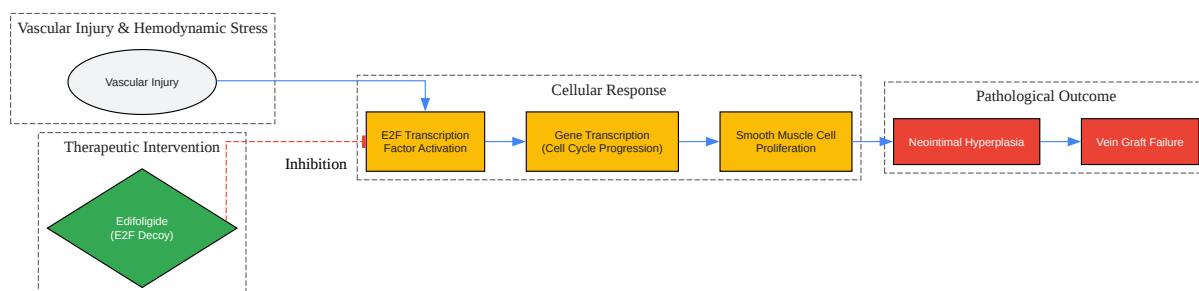 Vascular Injury & Hemodynamic Stress
Vascular Injury
Therapeutic Intervention
Edifoligide
(E2F Decoy)
Inhibition
Cellular Response
E2F Transcription
Factor Activation
Gene Transcription
(Cell Cycle Progression)
Smooth Muscle Cell
Proliferation
Pathological Outcome
Neointimal Hyperplasia
Vein Graft Failure